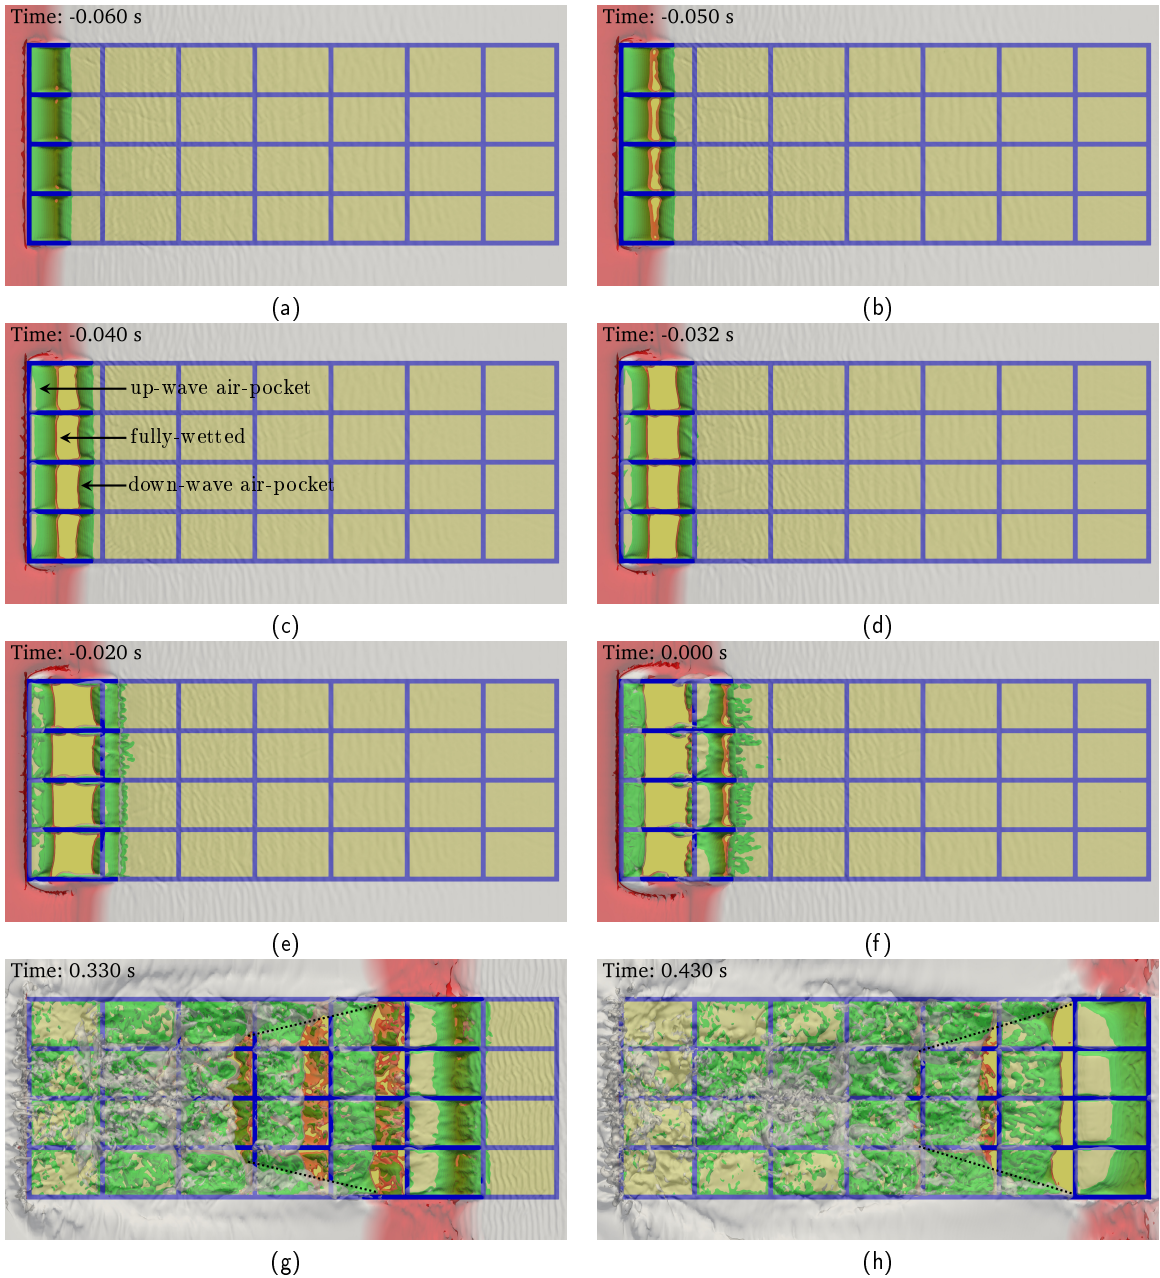 Time: -0.060 s
Time: -0.050 s
(a)
(b)
Time: -0.040 s
Time: -0.032 s
up-wave air-pocket
fully-wetted
down-wave air-pocket
(c)
(d)
Time: -0.020 s
Time: 0.000 s
(e)
(f)
Time: 0.330 s
Time: 0.430 s
(g)
(h)